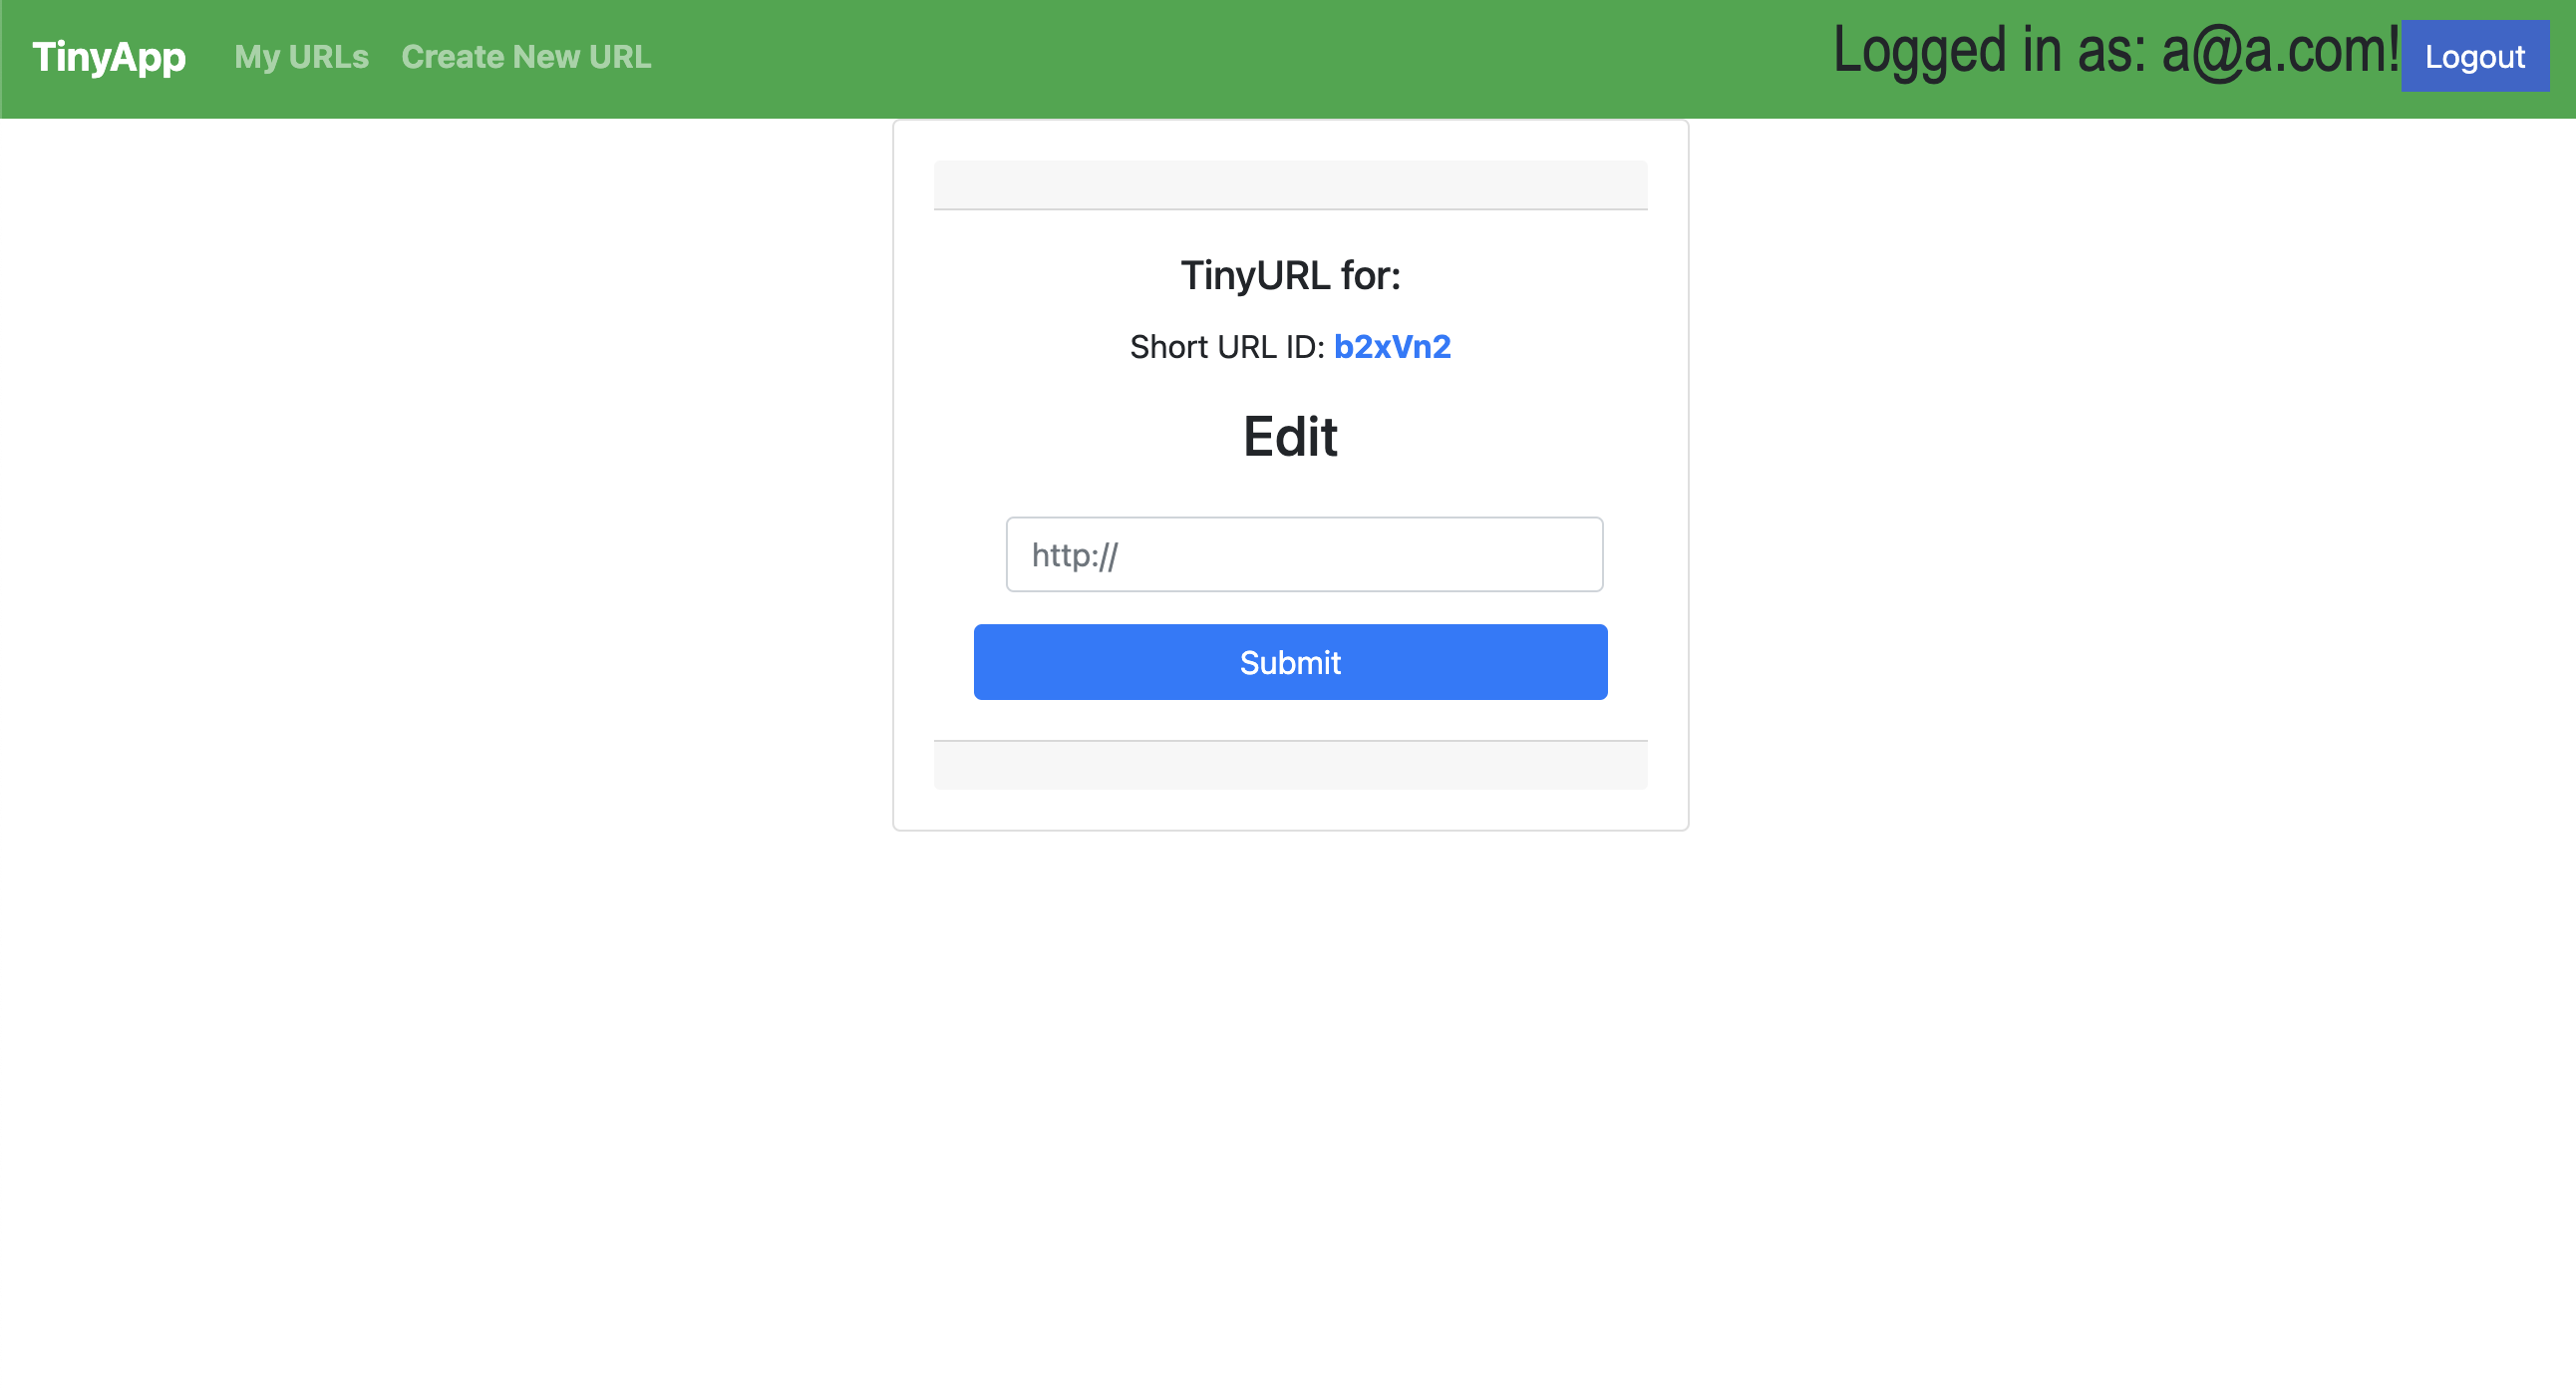 TinyApp My URLs Create New URL Logged in as: a@a.com! Logout
TinyURL for:
Short URL ID: b2xVn2
Edit
http://
Submit